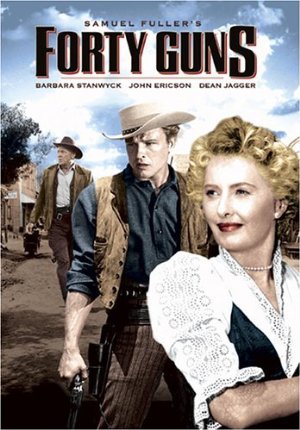 SAMUEL FULLER'S
FORTY GUNS
BARBARA STANWYCK JOHN ERICSON DEAN JAGGER